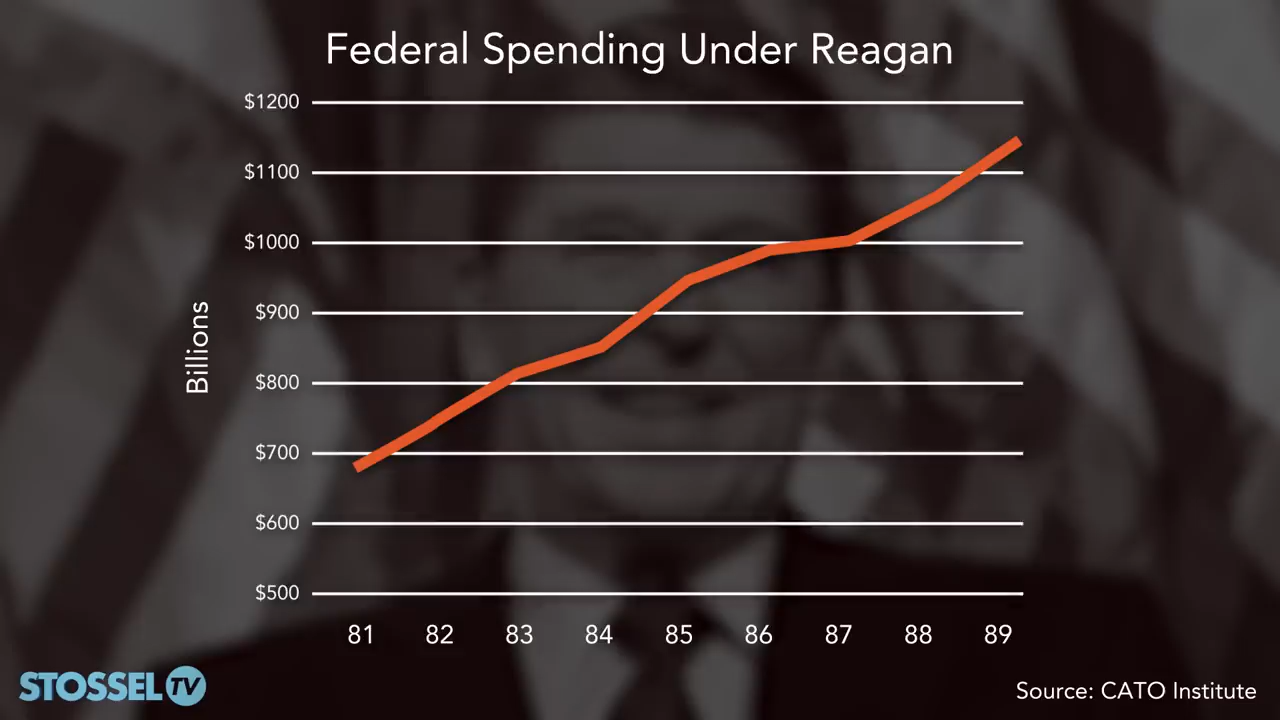 Federal Spending Under Reagan
$1200
$1100
$1000
$900
$800
$700
$600
$500
Billions
81 82 83 84 85 86 87 88 89
STOSSEL TV
Source: CATO Institute